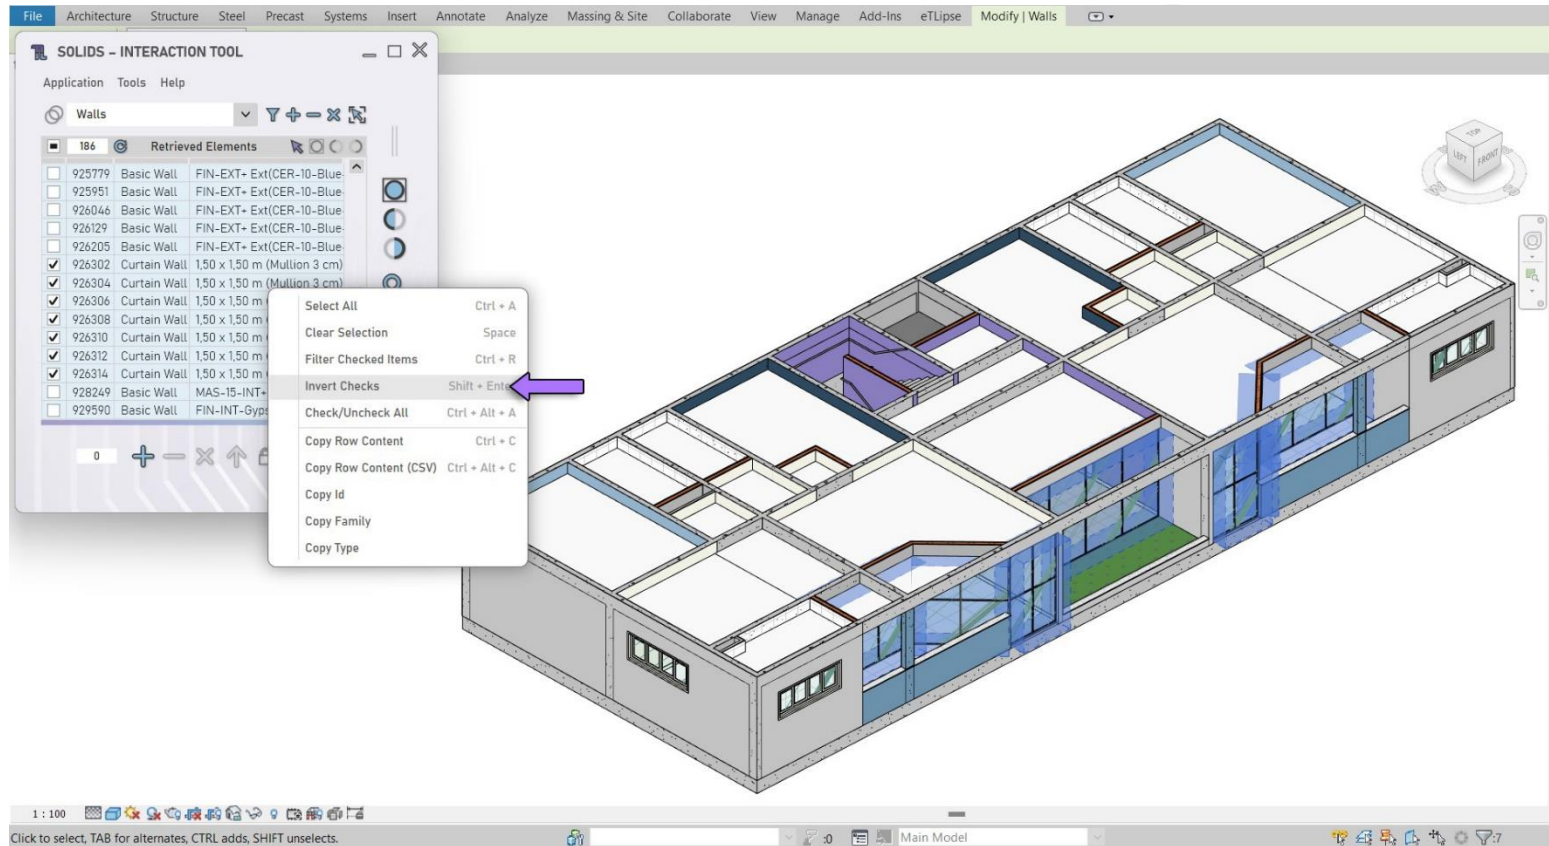 File Architecture Structure Steel Precast Systems Insert Annotate Analyze Massing & Site Collaborate View Manage Add-Ins eTLipse Modify | Walls
SOLIDS – INTERACTION TOOL
Application Tools Help
Walls
186 Retrieved Elements
925779 Basic Wall FIN-EXT+ Ext(CER-10-Blue-
925951 Basic Wall FIN-EXT+ Ext(CER-10-Blue-
926046 Basic Wall FIN-EXT+ Ext(CER-10-Blue-
926129 Basic Wall FIN-EXT+ Ext(CER-10-Blue-
926205 Basic Wall FIN-EXT+ Ext(CER-10-Blue-
926302 Curtain Wall 1,50 x 1,50 m (Mullion 3 cm)
926304 Curtain Wall 1,50 x 1,50 m (Mullion 3 cm)
926306 Curtain Wall 1,50 x 1,50 m
926308 Curtain Wall 1,50 x 1,50 m
926310 Curtain Wall 1,50 x 1,50 m
926312 Curtain Wall 1,50 x 1,50 m
926314 Curtain Wall 1,50 x 1,50 m
928249 Basic Wall MAS-15-INT+
929590 Basic Wall FIN-INT-Gyps
0
Select All Ctrl + A
Clear Selection Space
Filter Checked Items Ctrl + R
Invert Checks Shift + Ente
Check/Uncheck All Ctrl + Alt + A
Copy Row Content Ctrl + C
Copy Row Content (CSV) Ctrl + Alt + C
Copy Id
Copy Family
Copy Type
TOP
LEFT FRONT
1 : 100
Click to select, TAB for alternates, CTRL adds, SHIFT unselects.
:0 Main Model :7